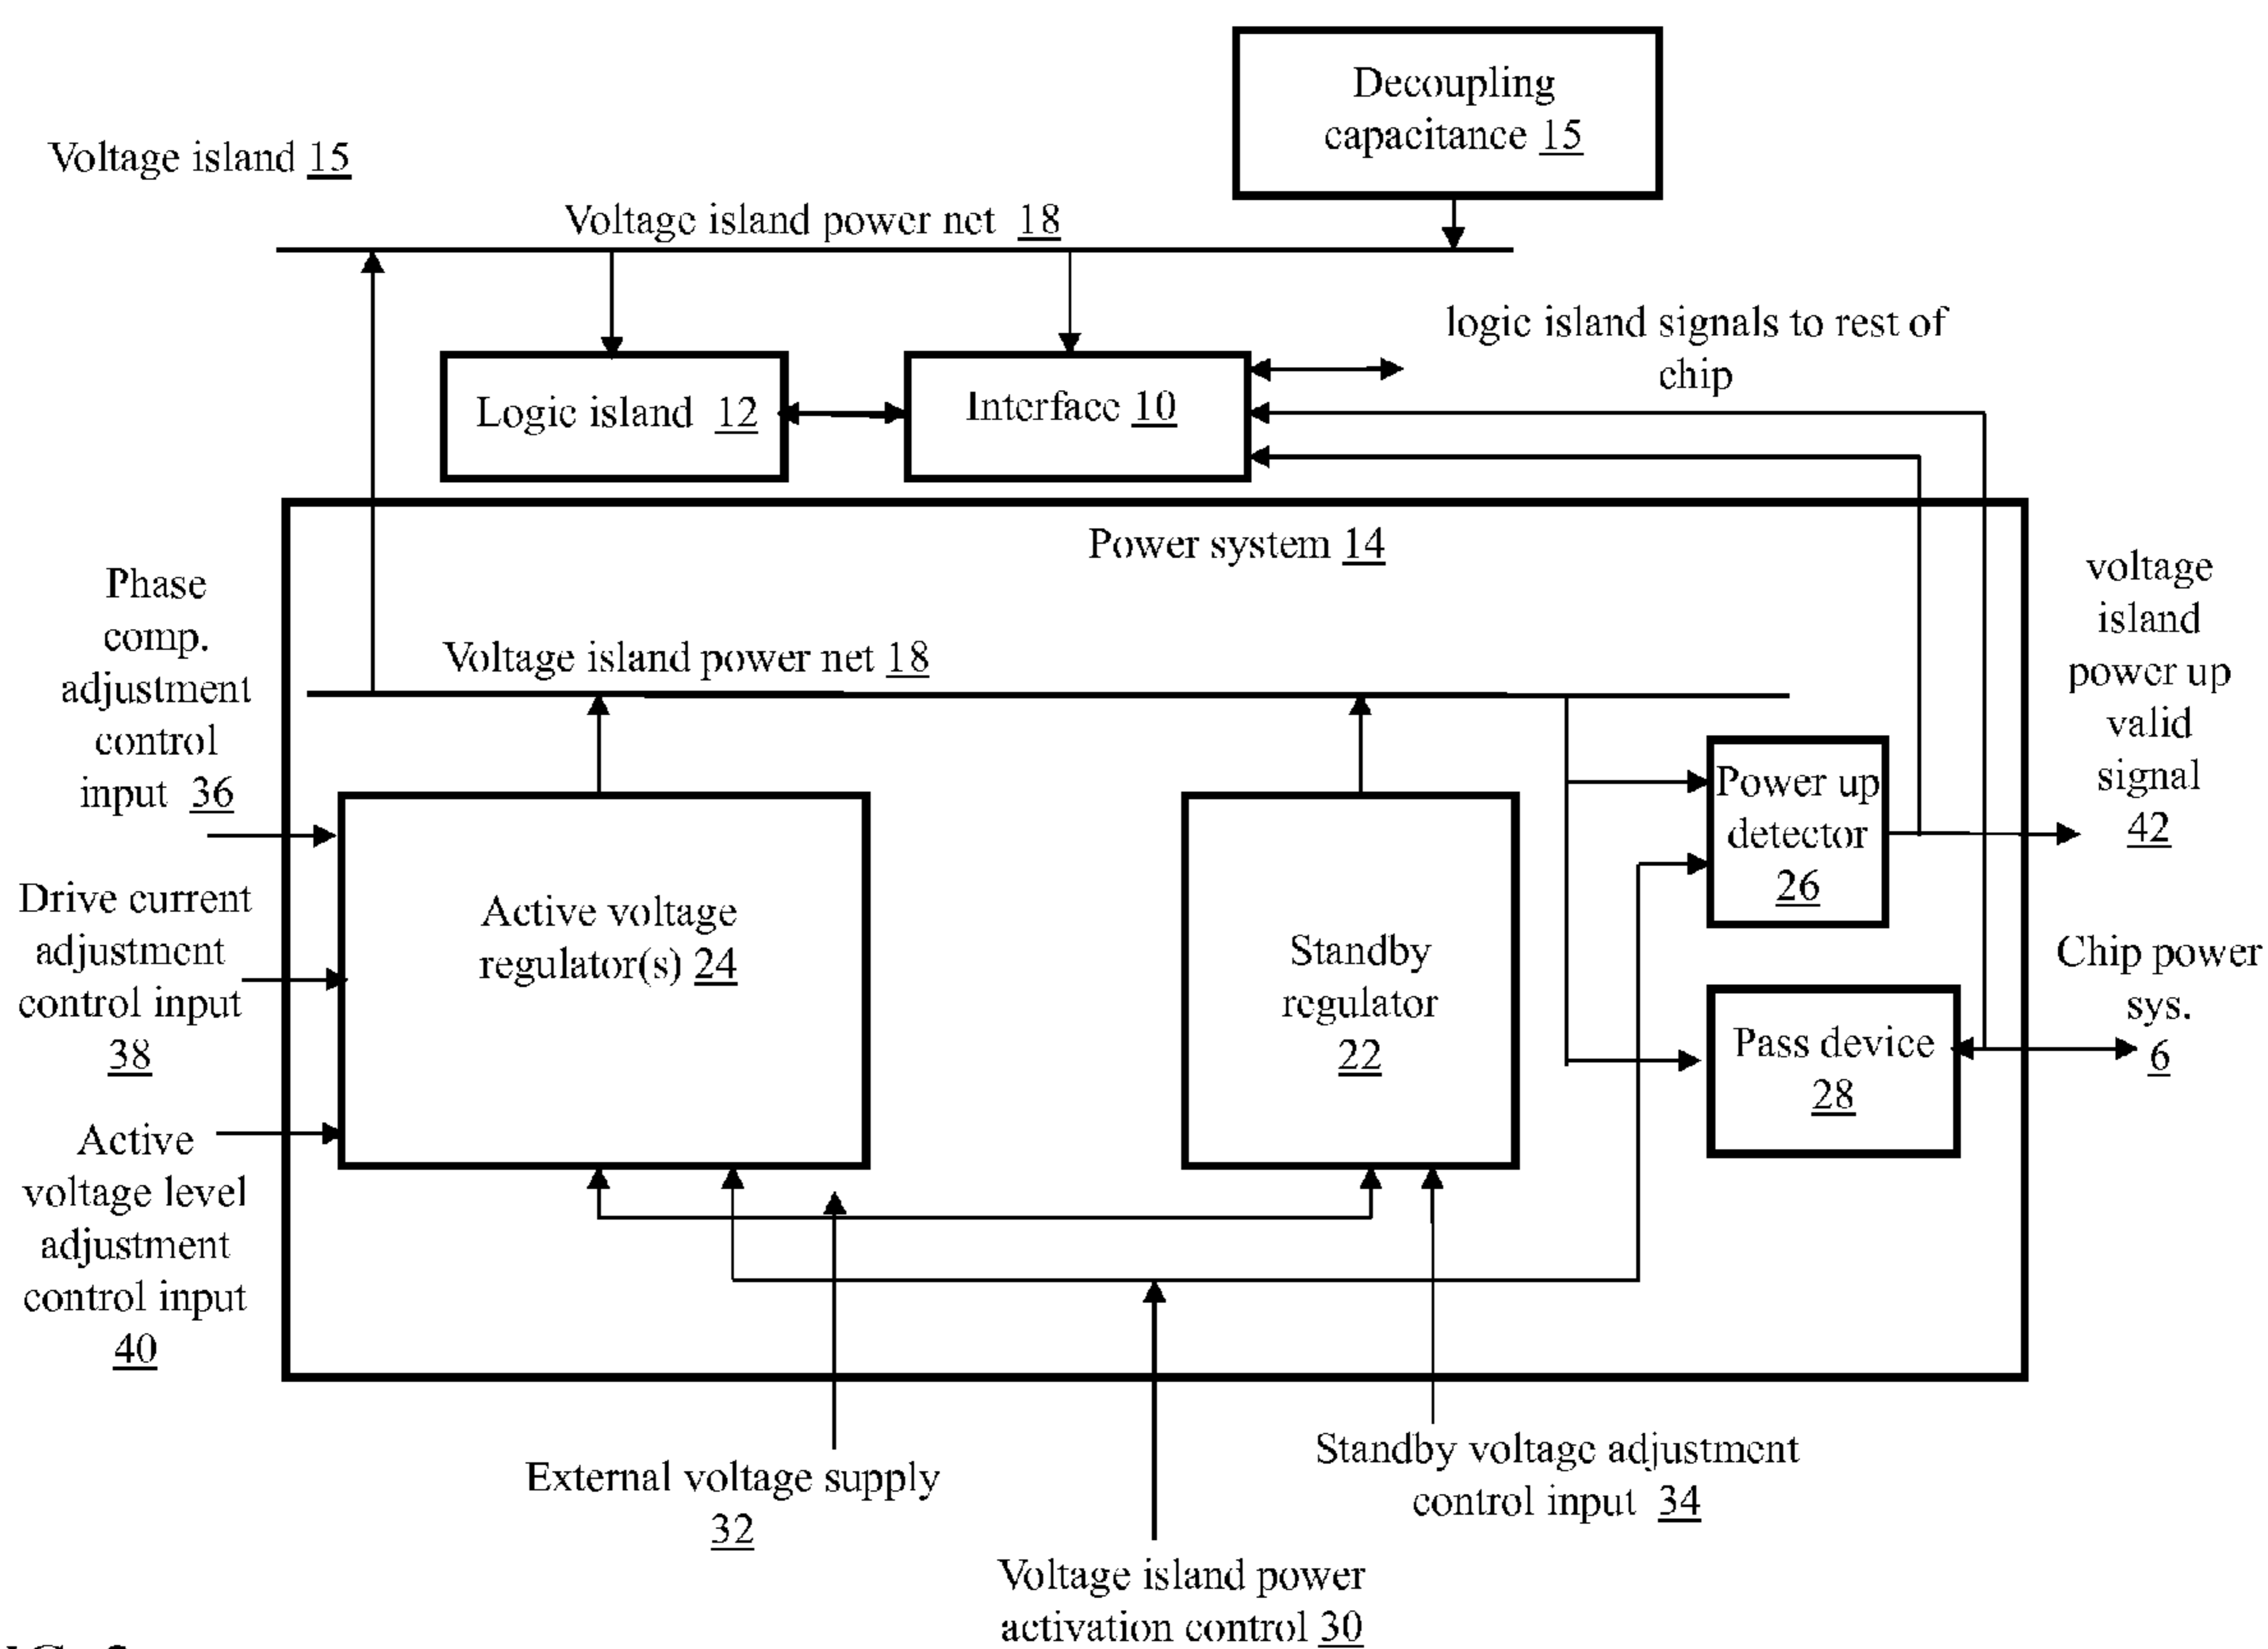 Decoupling
capacitance 15
Voltage island 15
Voltage island power net 18
logic island signals to rest of
chip
Logic island 12
Interface 10
Power system 14
Phase
comp.
adjustment
control
input 36
voltage
island
power up
valid
signal
42
Voltage island power net 18
Power up
detector
26
Drive current
adjustment
control input
38
Active voltage
regulator(s) 24
Standby
regulator
22
Chip power
sys.
6
Pass device
28
Active
voltage level
adjustment
control input
40
External voltage supply
32
Standby voltage adjustment
control input 34
Voltage island power
activation control 30